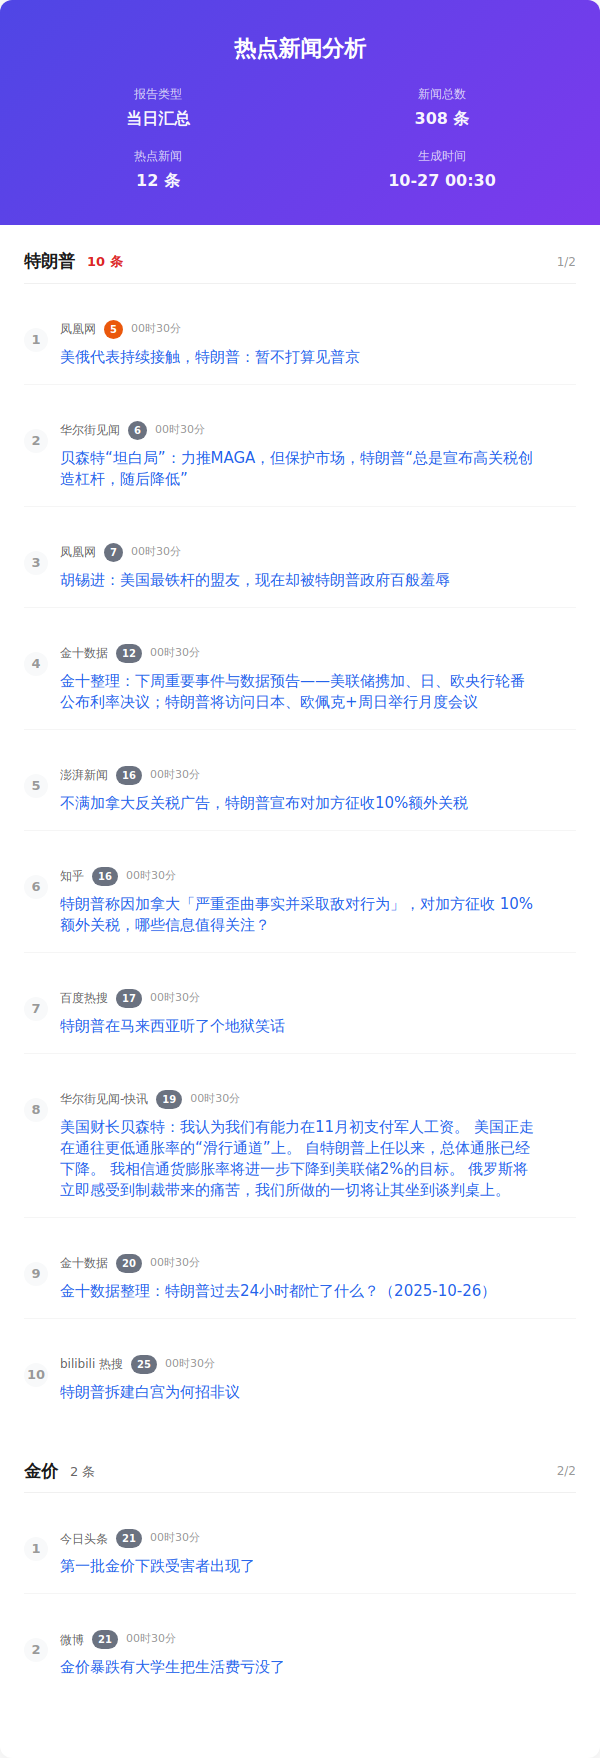 热点新闻分析
报告类型
当日汇总
新闻总数
308 条
热点新闻
12 条
生成时间
10-27 00:30
特朗普 10 条 1/2
1
凤凰网 5 00时30分
美俄代表持续接触，特朗普：暂不打算见普京
2
华尔街见闻 6 00时30分
贝森特“坦白局”：力推MAGA，但保护市场，特朗普“总是宣布高关税创
造杠杆，随后降低”
3
凤凰网 7 00时30分
胡锡进：美国最铁杆的盟友，现在却被特朗普政府百般羞辱
4
金十数据 12 00时30分
金十整理：下周重要事件与数据预告——美联储携加、日、欧央行轮番
公布利率决议；特朗普将访问日本、欧佩克+周日举行月度会议
5
澎湃新闻 16 00时30分
不满加拿大反关税广告，特朗普宣布对加方征收10%额外关税
6
知乎 16 00时30分
特朗普称因加拿大「严重歪曲事实并采取敌对行为」，对加方征收 10%
额外关税，哪些信息值得关注？
7
百度热搜 17 00时30分
特朗普在马来西亚听了个地狱笑话
8
华尔街见闻-快讯 19 00时30分
美国财长贝森特：我认为我们有能力在11月初支付军人工资。 美国正走
在通往更低通胀率的“滑行通道”上。 自特朗普上任以来，总体通胀已经
下降。 我相信通货膨胀率将进一步下降到美联储2%的目标。 俄罗斯将
立即感受到制裁带来的痛苦，我们所做的一切将让其坐到谈判桌上。
9
金十数据 20 00时30分
金十数据整理：特朗普过去24小时都忙了什么？（2025-10-26）
10
bilibili 热搜 25 00时30分
特朗普拆建白宫为何招非议
金价 2 条 2/2
1
今日头条 21 00时30分
第一批金价下跌受害者出现了
2
微博 21 00时30分
金价暴跌有大学生把生活费亏没了